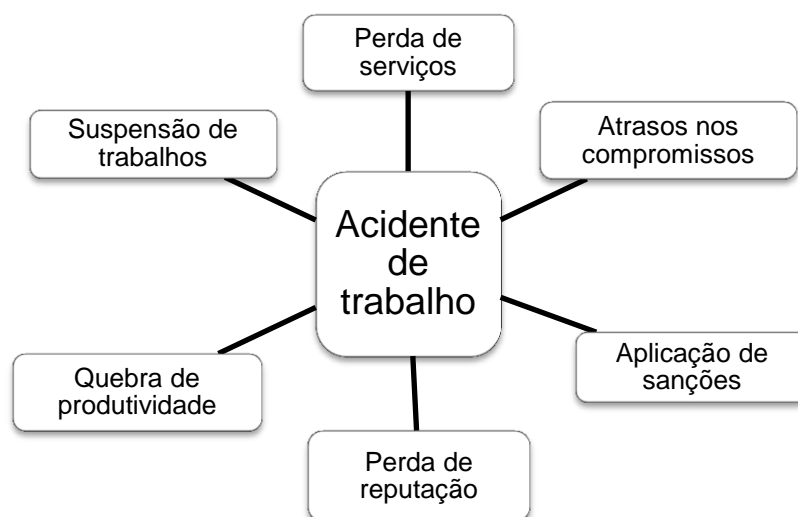 Perda de
serviços
Suspensão de
trabalhos
Atrasos nos
compromissos
Acidente
de
trabalho
Quebra de
produtividade
Aplicação de
sanções
Perda de
reputação